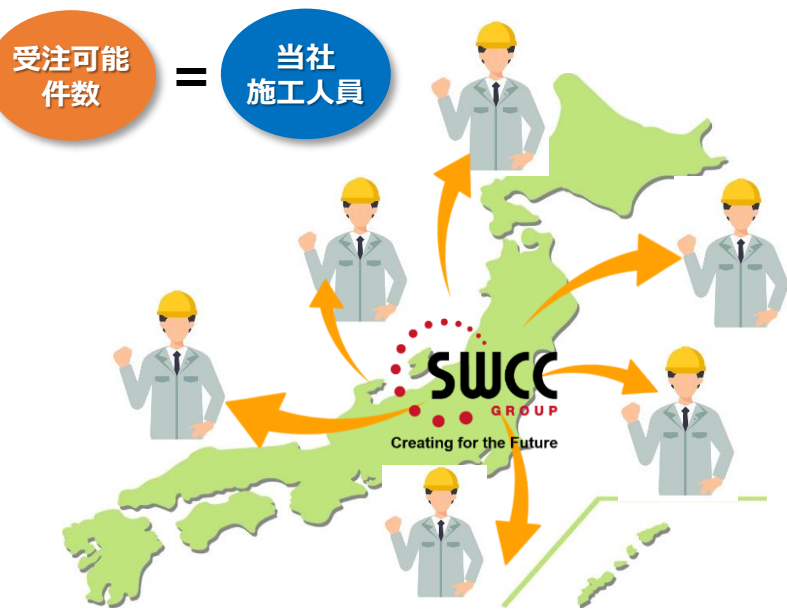 受注可能
件数
=
当社
施工人員
SWCC
GROUP
Creating for the Future